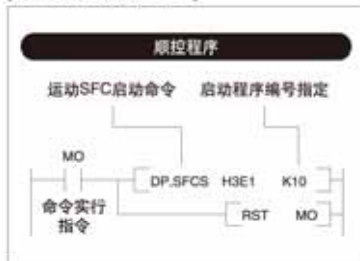 顺控程序
运动SFC启动命令 启动程序编号指定
MO
DP.SFCS H3E1 K10
命令实行
指令
RST MO